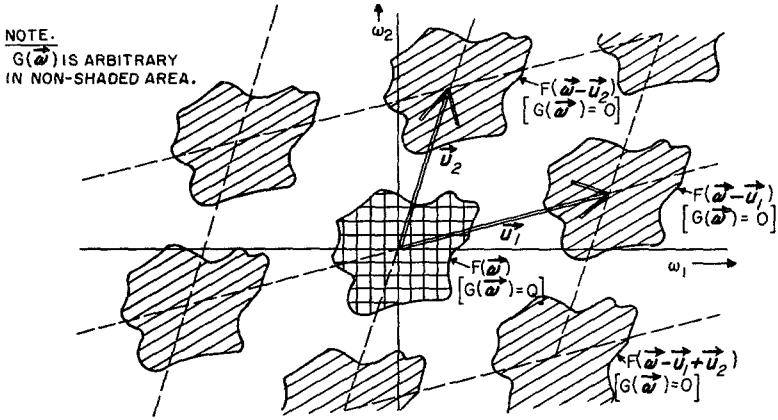 NOTE.
G(ω⃗) IS ARBITRARY
IN NON-SHADED AREA.
ω₂
F(ω⃗-u⃗₂)
[G(ω⃗)=0]
u⃗₂
F(ω⃗-u⃗₁)
[G(ω⃗)=0]
u⃗₁
ω₁
F(ω⃗)
[G(ω⃗)=0]
F(ω⃗-u⃗₁+u⃗₂)
[G(ω⃗)=0]